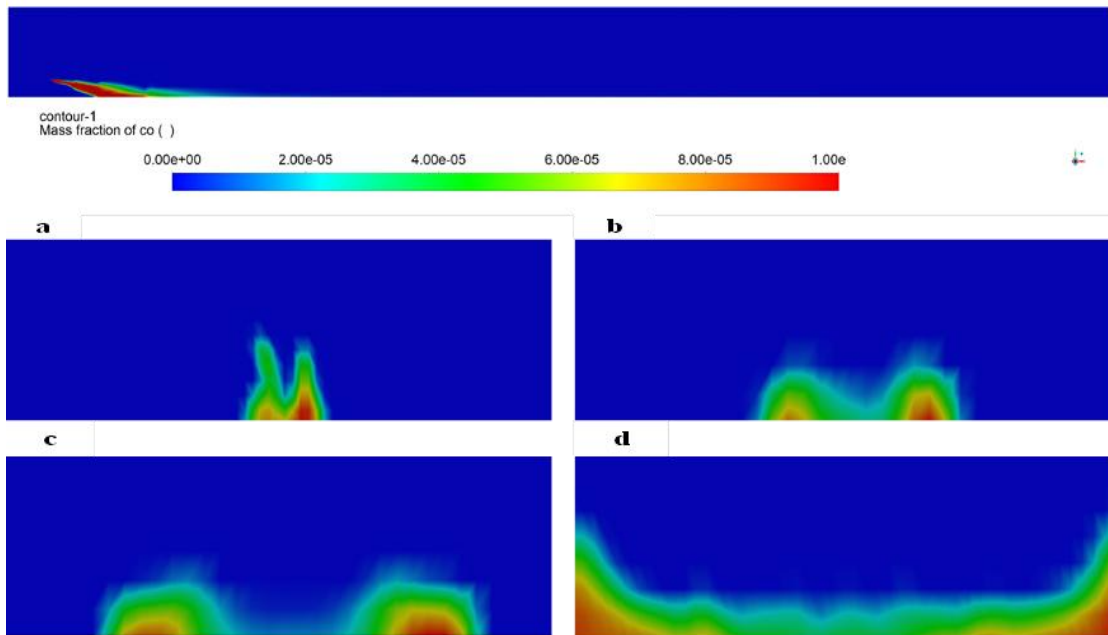 contour-1
Mass fraction of co ( )
0.00e+00 2.00e-05 4.00e-05 6.00e-05 8.00e-05 1.00e
a b
c d